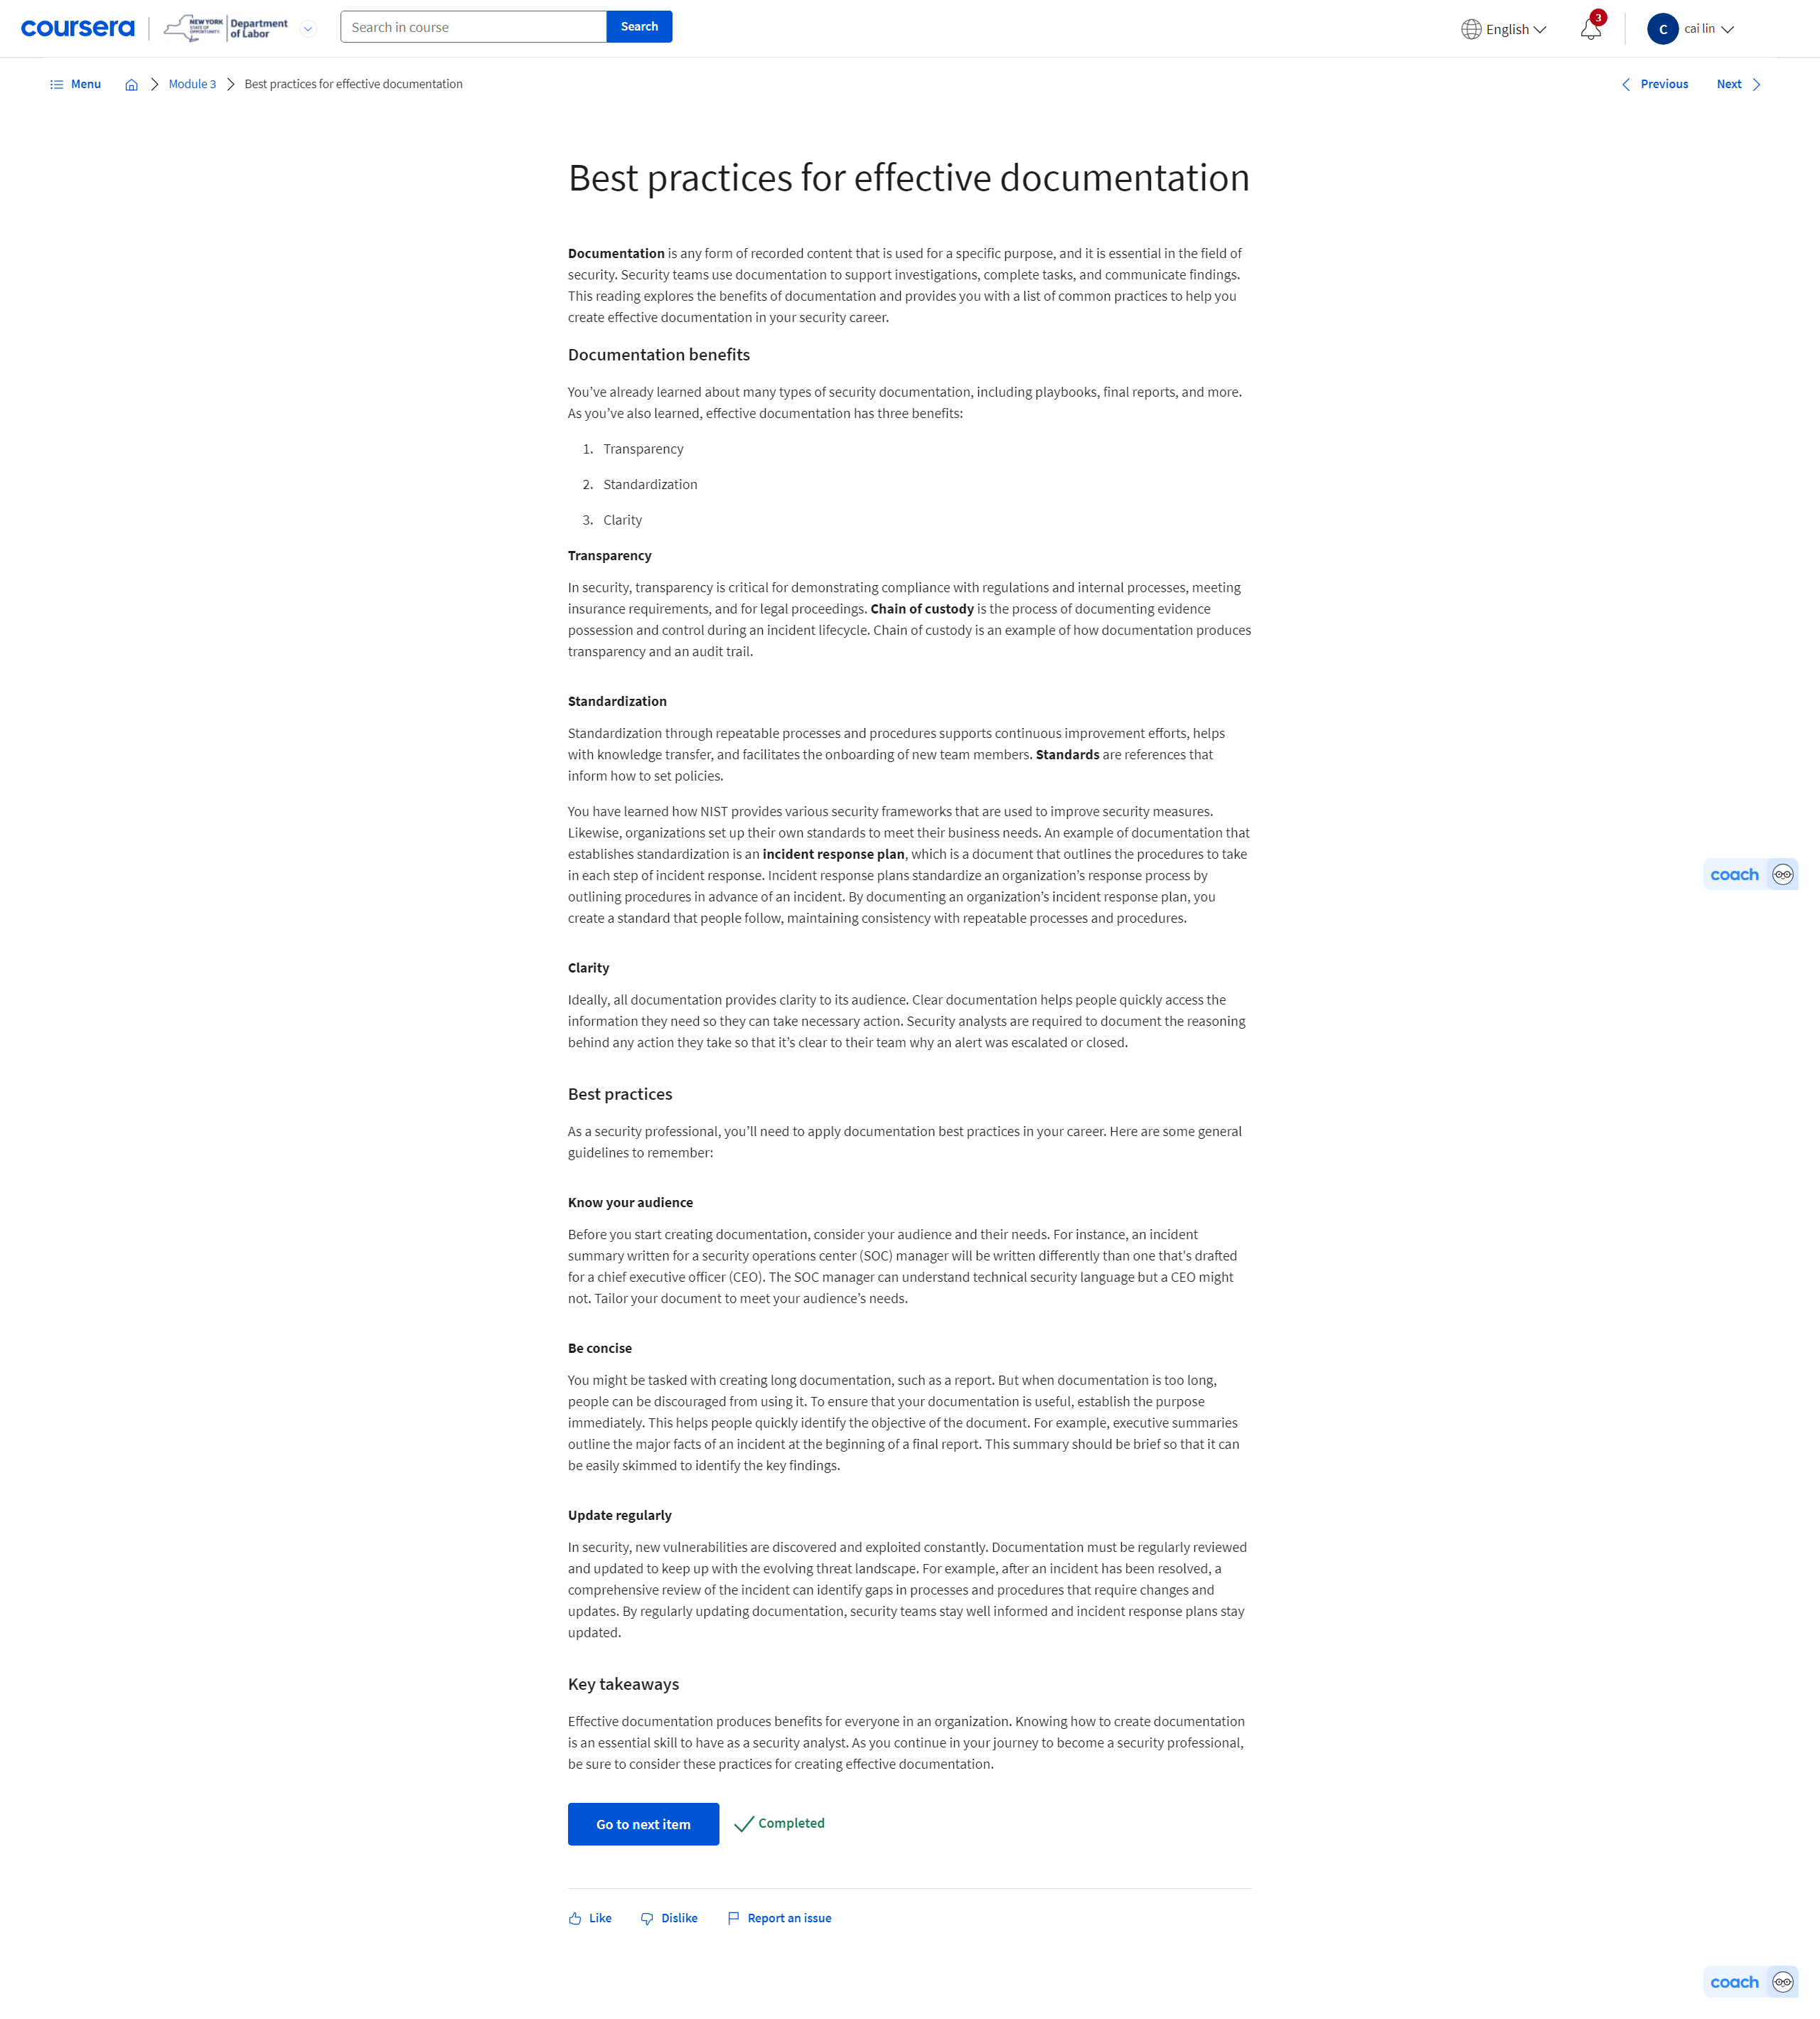 coursera
NEW YORK
STATE OF
OPPORTUNITY.
Department
of Labor
Search in course
Search
English
3
C
cai lin
Menu
Module 3
Best practices for effective documentation
Previous
Next
Best practices for effective documentation
Documentation is any form of recorded content that is used for a specific purpose, and it is essential in the field of
security. Security teams use documentation to support investigations, complete tasks, and communicate findings.
This reading explores the benefits of documentation and provides you with a list of common practices to help you
create effective documentation in your security career.
Documentation benefits
You’ve already learned about many types of security documentation, including playbooks, final reports, and more.
As you’ve also learned, effective documentation has three benefits:
1. Transparency
2. Standardization
3. Clarity
Transparency
In security, transparency is critical for demonstrating compliance with regulations and internal processes, meeting
insurance requirements, and for legal proceedings. Chain of custody is the process of documenting evidence
possession and control during an incident lifecycle. Chain of custody is an example of how documentation produces
transparency and an audit trail.
Standardization
Standardization through repeatable processes and procedures supports continuous improvement efforts, helps
with knowledge transfer, and facilitates the onboarding of new team members. Standards are references that
inform how to set policies.
You have learned how NIST provides various security frameworks that are used to improve security measures.
Likewise, organizations set up their own standards to meet their business needs. An example of documentation that
establishes standardization is an incident response plan, which is a document that outlines the procedures to take
in each step of incident response. Incident response plans standardize an organization’s response process by
outlining procedures in advance of an incident. By documenting an organization’s incident response plan, you
create a standard that people follow, maintaining consistency with repeatable processes and procedures.
coach
Clarity
Ideally, all documentation provides clarity to its audience. Clear documentation helps people quickly access the
information they need so they can take necessary action. Security analysts are required to document the reasoning
behind any action they take so that it’s clear to their team why an alert was escalated or closed.
Best practices
As a security professional, you’ll need to apply documentation best practices in your career. Here are some general
guidelines to remember:
Know your audience
Before you start creating documentation, consider your audience and their needs. For instance, an incident
summary written for a security operations center (SOC) manager will be written differently than one that's drafted
for a chief executive officer (CEO). The SOC manager can understand technical security language but a CEO might
not. Tailor your document to meet your audience’s needs.
Be concise
You might be tasked with creating long documentation, such as a report. But when documentation is too long,
people can be discouraged from using it. To ensure that your documentation is useful, establish the purpose
immediately. This helps people quickly identify the objective of the document. For example, executive summaries
outline the major facts of an incident at the beginning of a final report. This summary should be brief so that it can
be easily skimmed to identify the key findings.
Update regularly
In security, new vulnerabilities are discovered and exploited constantly. Documentation must be regularly reviewed
and updated to keep up with the evolving threat landscape. For example, after an incident has been resolved, a
comprehensive review of the incident can identify gaps in processes and procedures that require changes and
updates. By regularly updating documentation, security teams stay well informed and incident response plans stay
updated.
Key takeaways
Effective documentation produces benefits for everyone in an organization. Knowing how to create documentation
is an essential skill to have as a security analyst. As you continue in your journey to become a security professional,
be sure to consider these practices for creating effective documentation.
Go to next item
Completed
Like
Dislike
Report an issue
coach